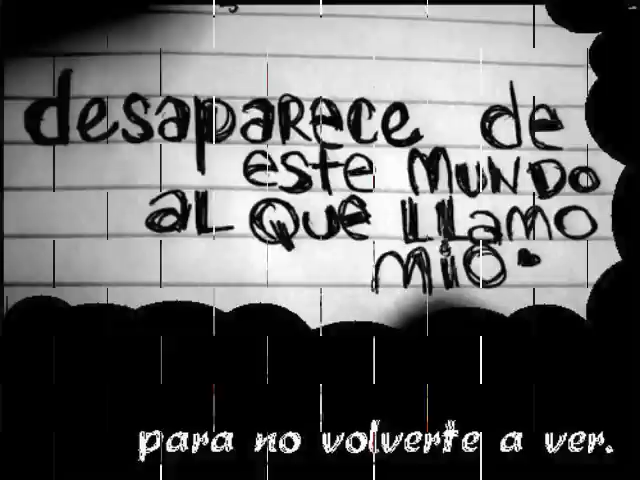 desaparece de
este MUNDO
aL Que LLaMO
MiO.
para no volverte a ver.